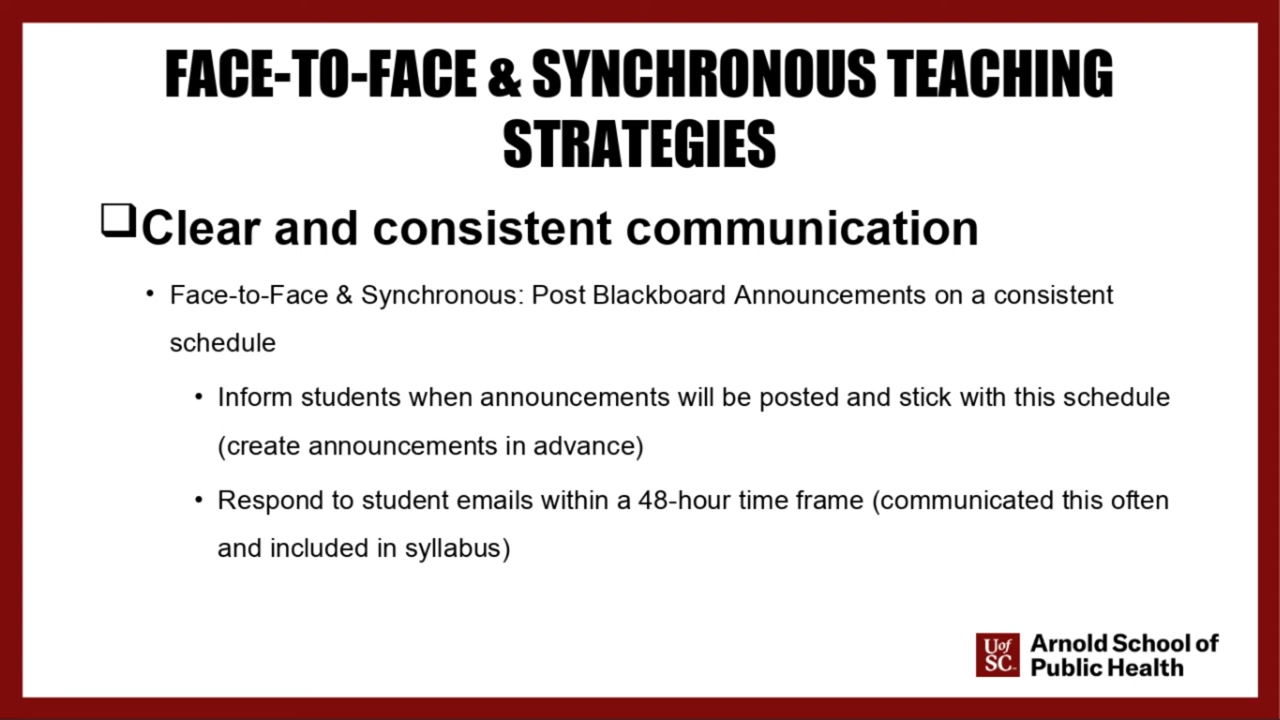 FACE-TO-FACE & SYNCHRONOUS TEACHING
STRATEGIES
Clear and consistent communication
• Face-to-Face & Synchronous: Post Blackboard Announcements on a consistent
schedule
• Inform students when announcements will be posted and stick with this schedule
(create announcements in advance)
• Respond to student emails within a 48-hour time frame (communicated this often
and included in syllabus)
UofSC
Arnold School of
Public Health